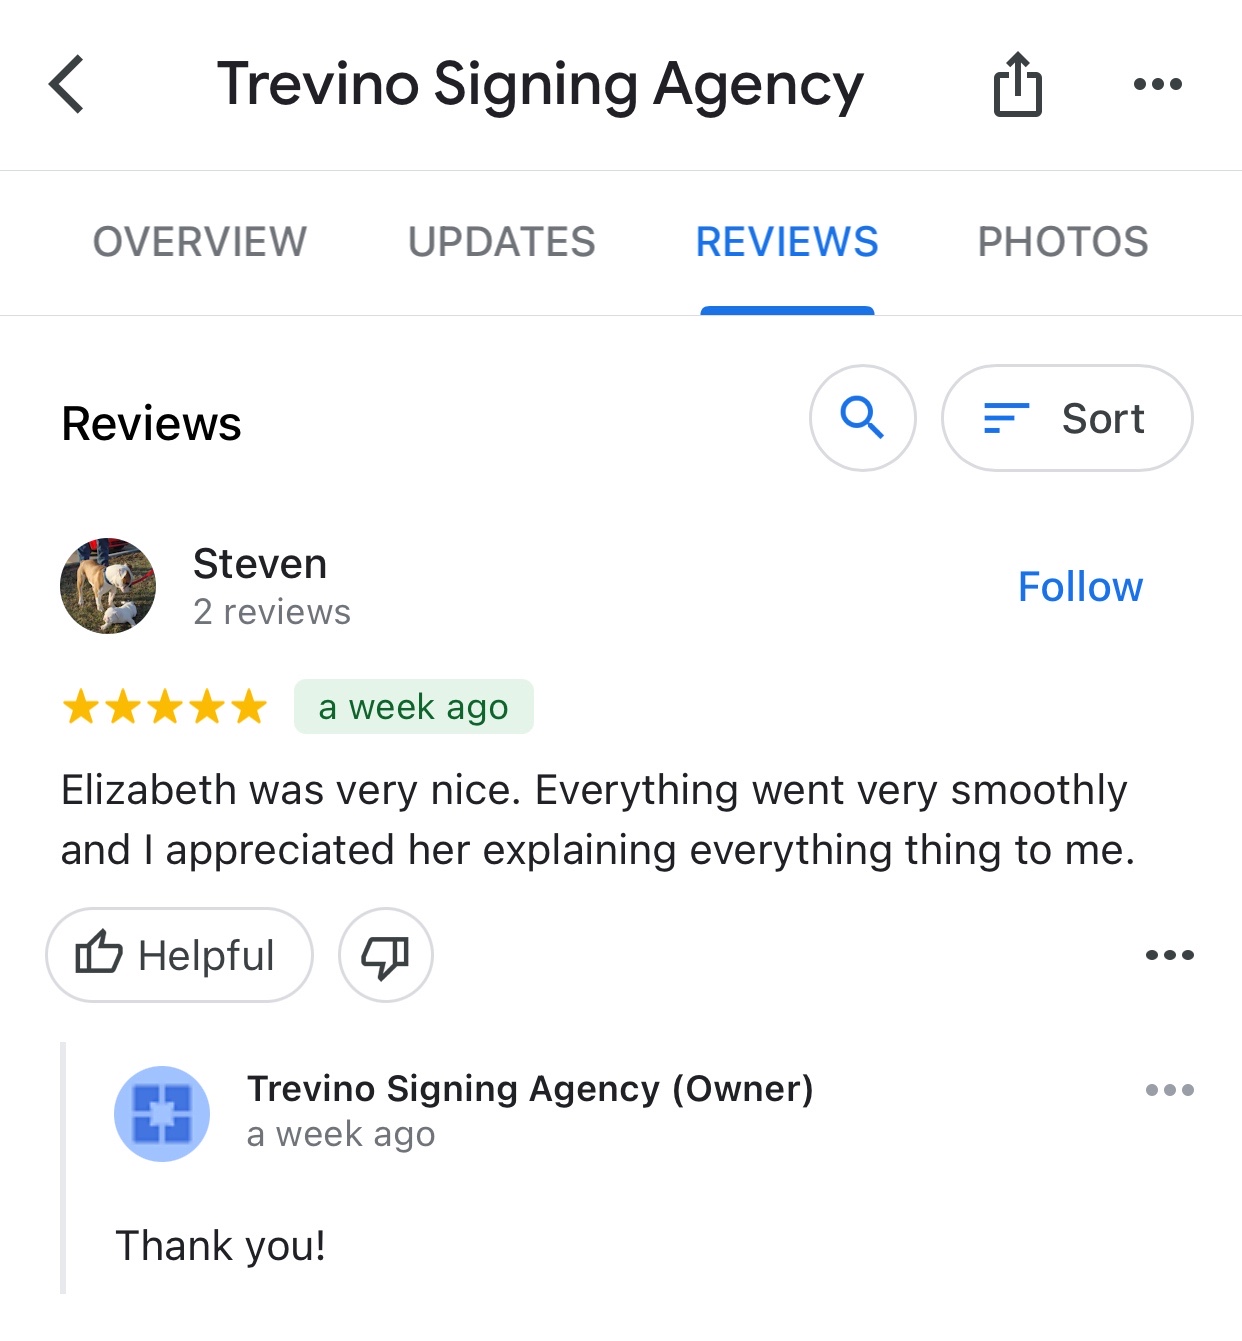 Trevino Signing Agency
OVERVIEW
UPDATES
REVIEWS
PHOTOS
Reviews
Sort
Steven
2 reviews
Follow
a week ago
Elizabeth was very nice. Everything went very smoothly
and I appreciated her explaining everything thing to me.
Helpful
Trevino Signing Agency (Owner)
a week ago
Thank you!